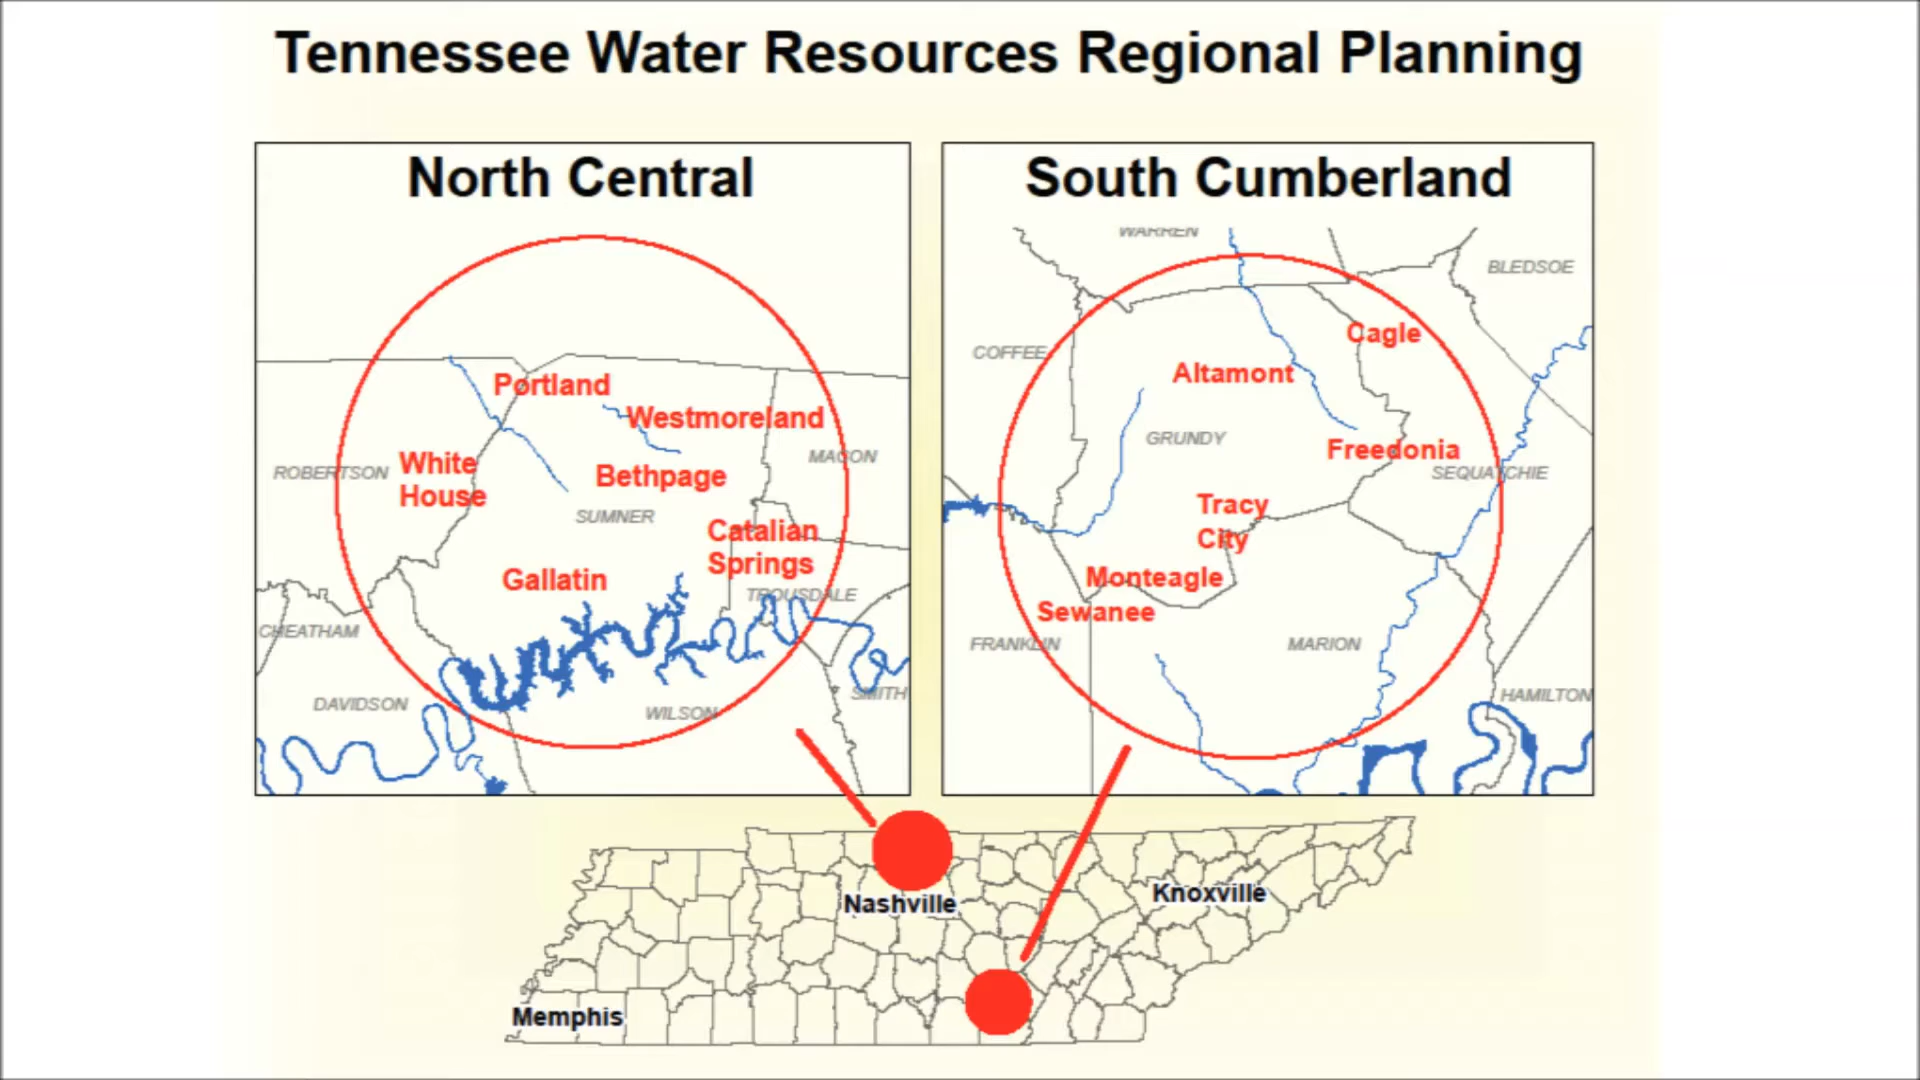 Tennessee Water Resources Regional Planning
North Central
Portland
Westmoreland
MACON
ROBERTSON
White
House
Bethpage
SUMNER
Catalian
Springs
Gallatin
TROUSDALE
CHEATHAM
DAVIDSON
WILSON
SMITH
South Cumberland
WARREN
BLEDSOE
Cagle
COFFEE
Altamont
GRUNDY
Freedonia
SEQUATCHIE
Tracy
City
Monteagle
Sewanee
FRANKLIN
MARION
HAMILTON
Nashville
Knoxville
Memphis